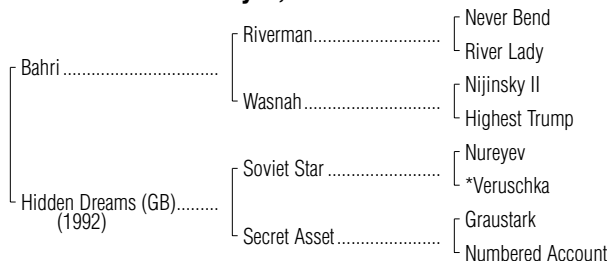 Never Bend
Riverman
River Lady
Bahri
Nijinsky II
Wasnah
Highest Trump
Nureyev
Soviet Star
*Veruschka
Hidden Dreams (GB)
(1992)
Graustark
Secret Asset
Numbered Account